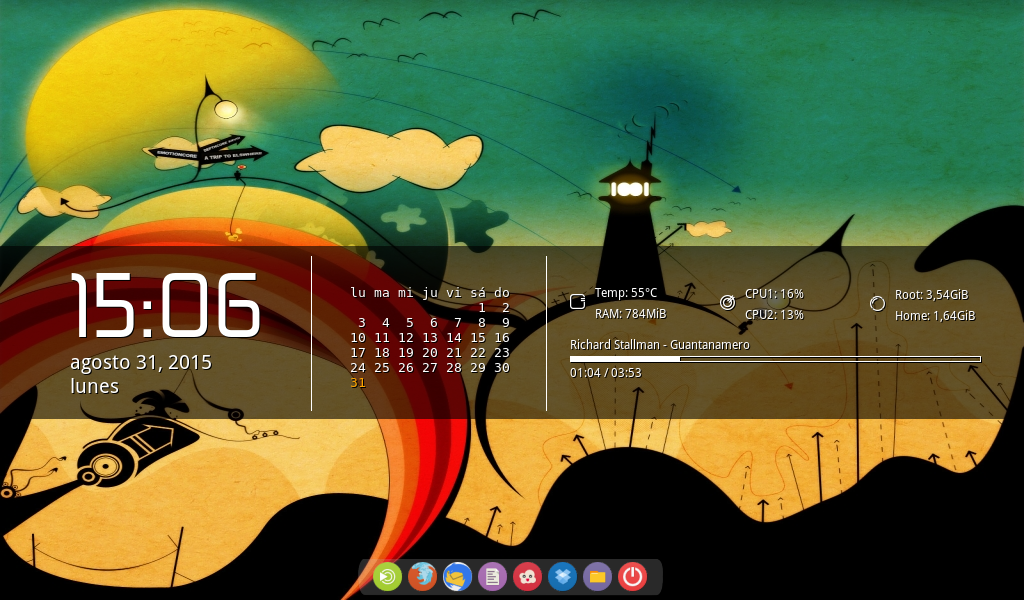 EMOTIONCORE
A TRIP TO ELSEWHERE
15:06
agosto 31, 2015
lunes
lu ma mi ju vi sá do
1 2
3 4 5 6 7 8 9
10 11 12 13 14 15 16
17 18 19 20 21 22 23
24 25 26 27 28 29 30
31
Temp: 55°C
RAM: 784MiB
CPU1: 16%
CPU2: 13%
Root: 3,54GiB
Home: 1,64GiB
Richard Stallman - Guantanamero
01:04 / 03:53